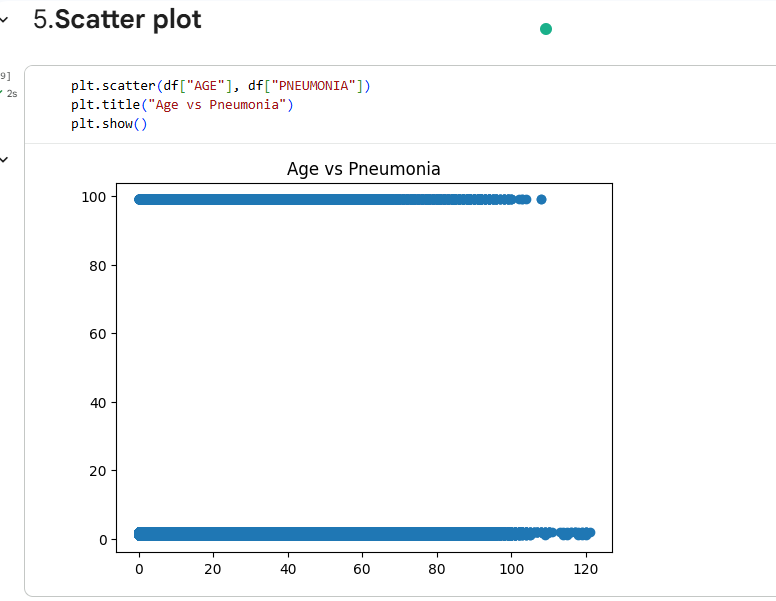 5.Scatter plot
9]
2s
plt.scatter(df["AGE"], df["PNEUMONIA"])
plt.title("Age vs Pneumonia")
plt.show()
Age vs Pneumonia
100
80
60
40
20
0
0 20 40 60 80 100 120